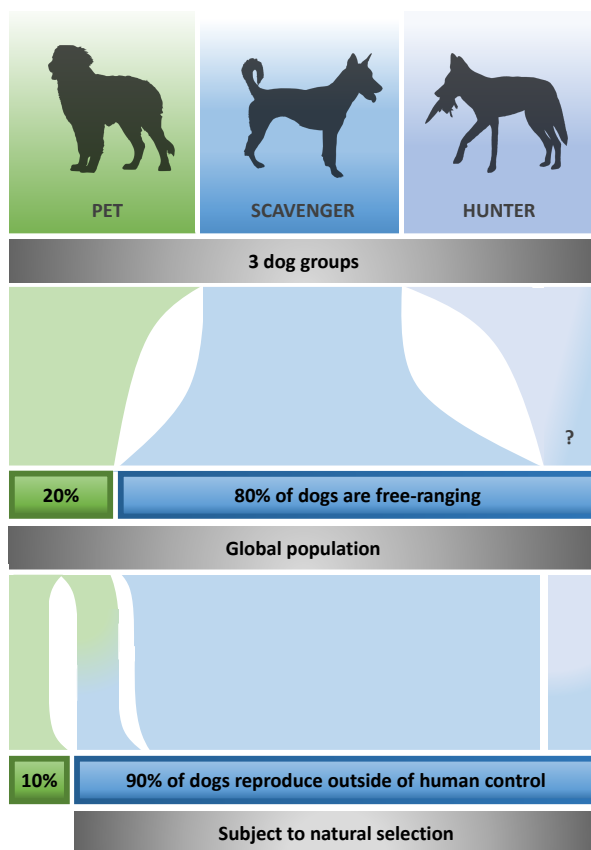 PET
SCAVENGER
HUNTER
3 dog groups
?
20%
80% of dogs are free-ranging
Global population
10%
90% of dogs reproduce outside of human control
Subject to natural selection